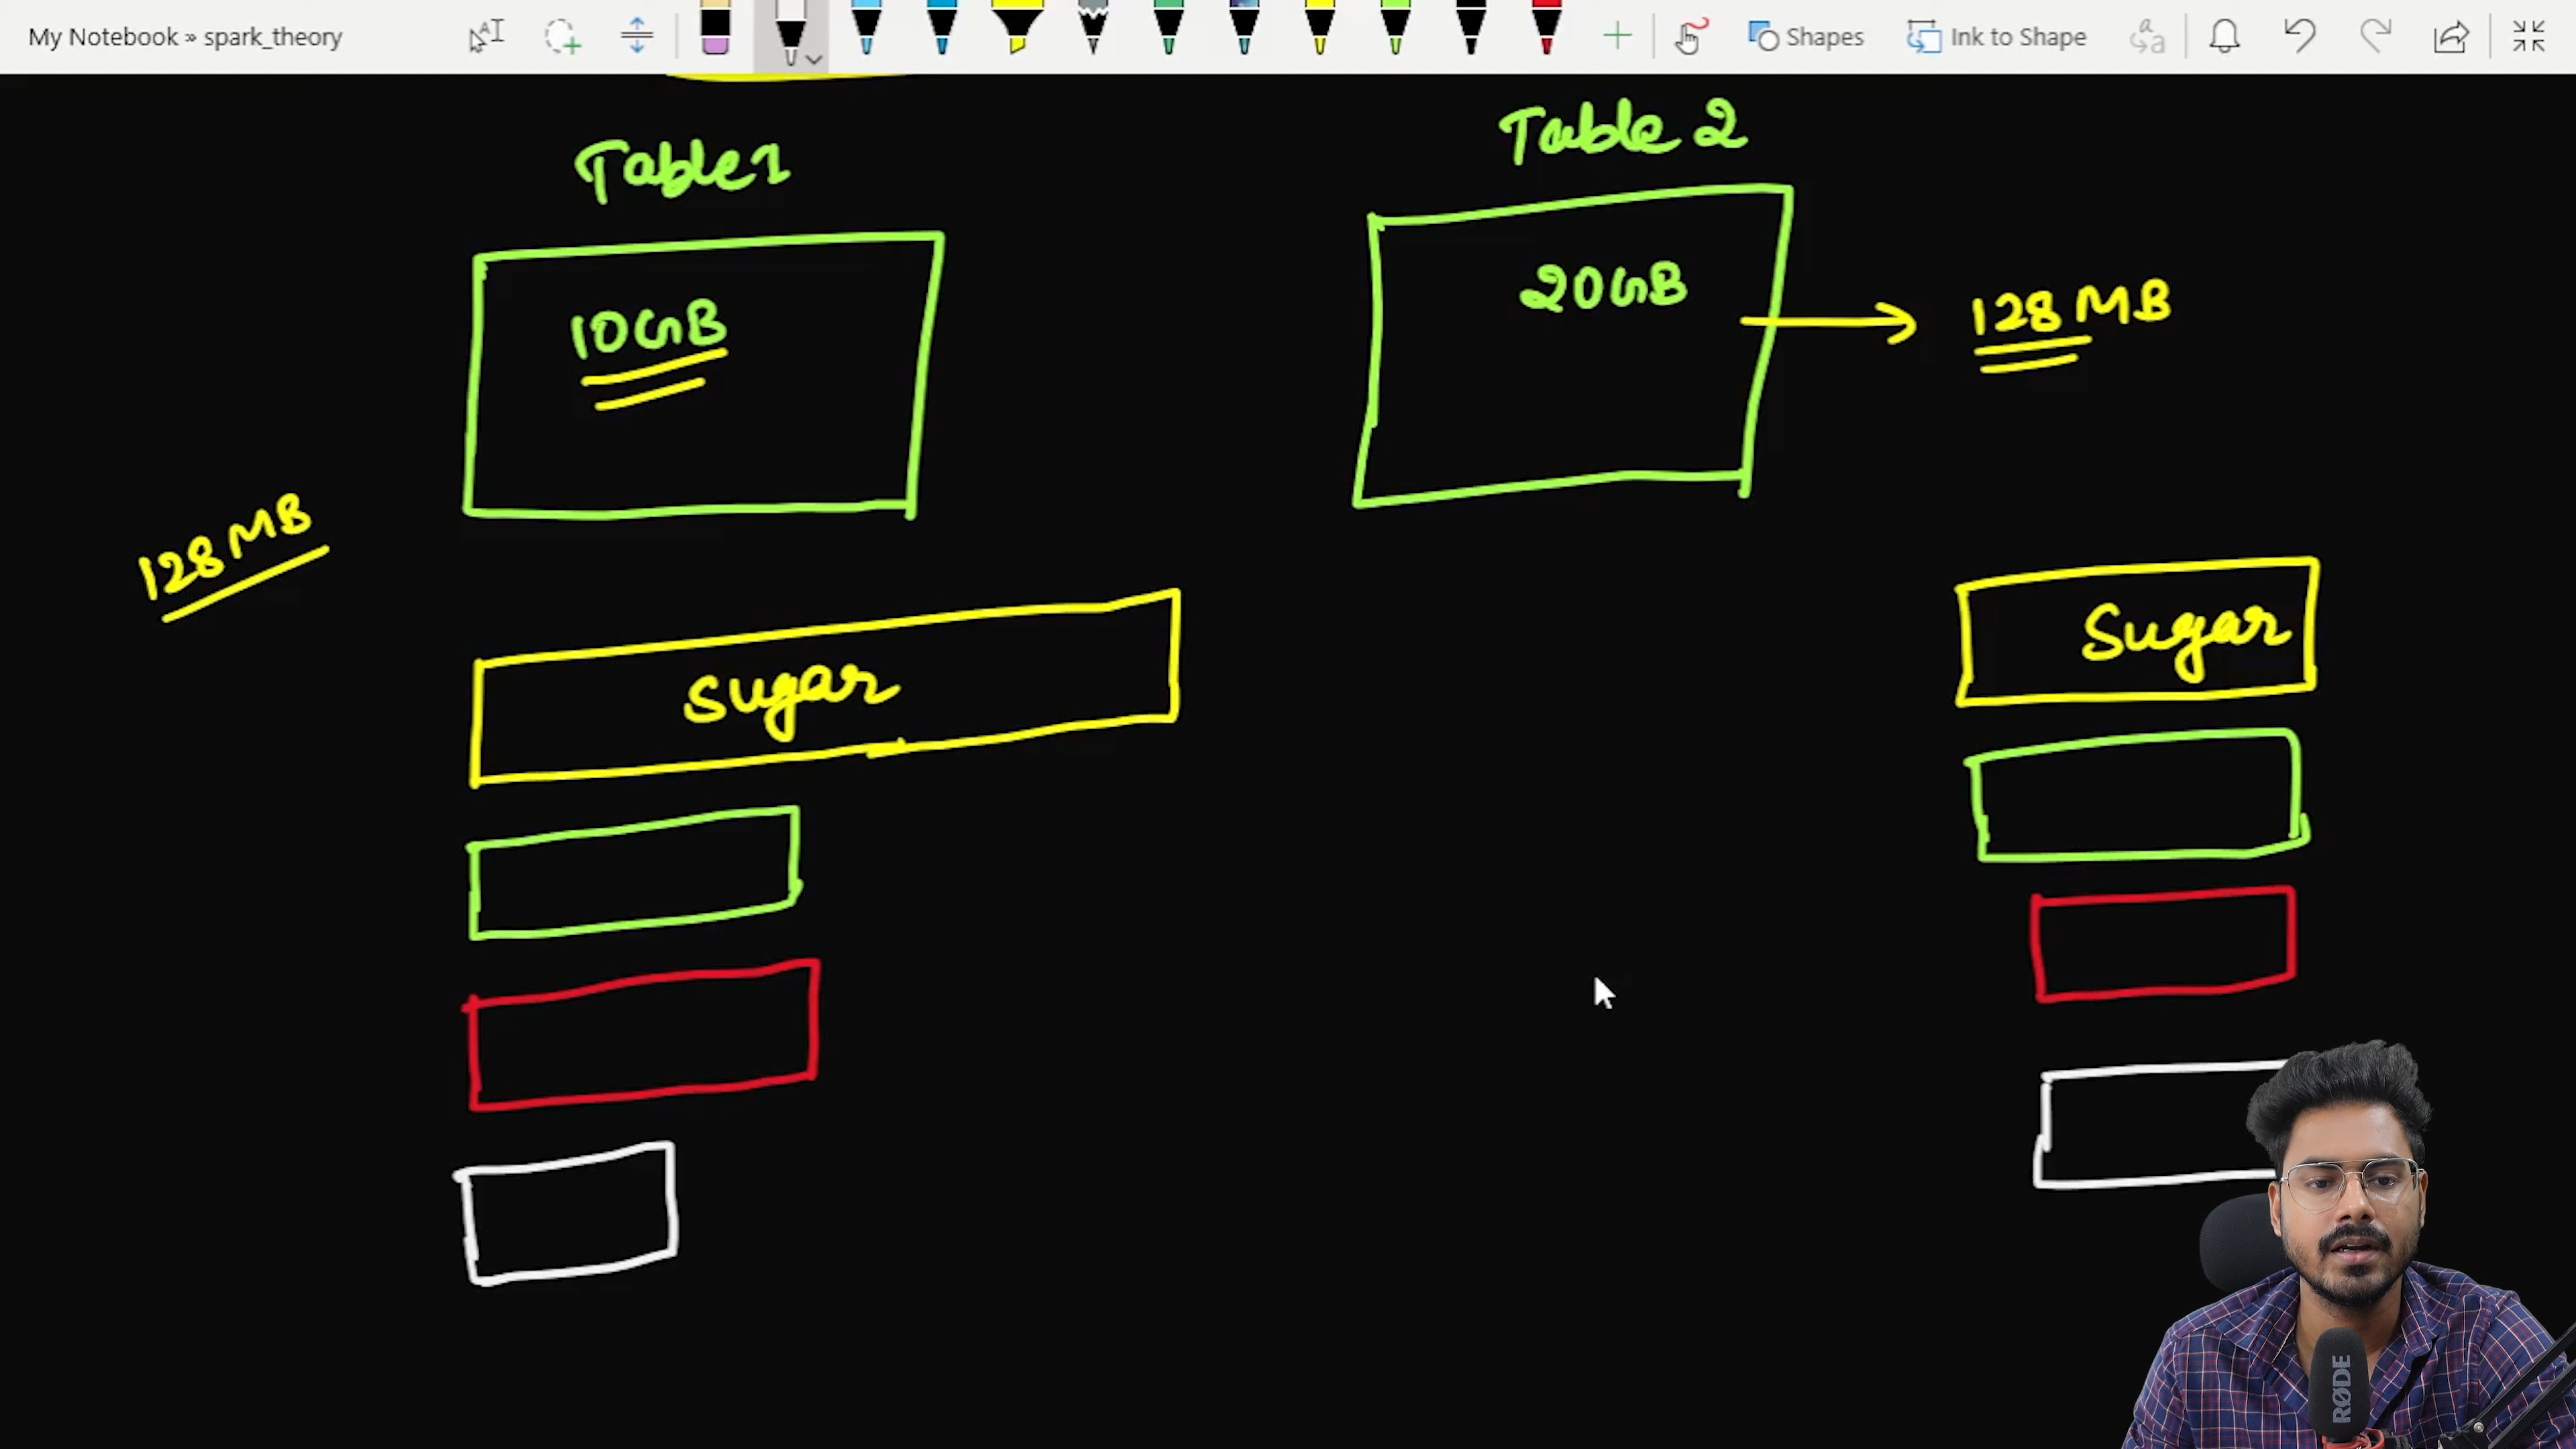 My Notebook » spark_theory
Shapes
Ink to Shape
Table 1
Table 2
10GB
20GB
128 MB
128 MB
Sugar
Sugar
RØDE